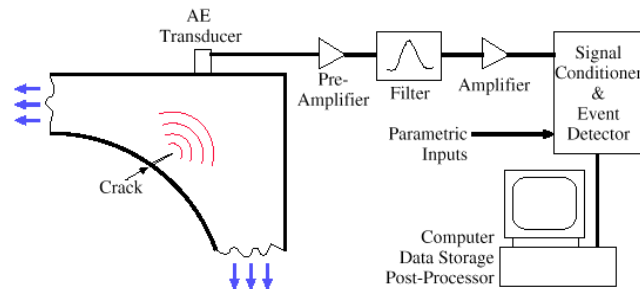 AE
Transducer
Pre-
Amplifier
Filter
Amplifier
Signal
Conditioner
&
Event
Detector
Parametric
Inputs
Crack
Computer
Data Storage
Post-Processor